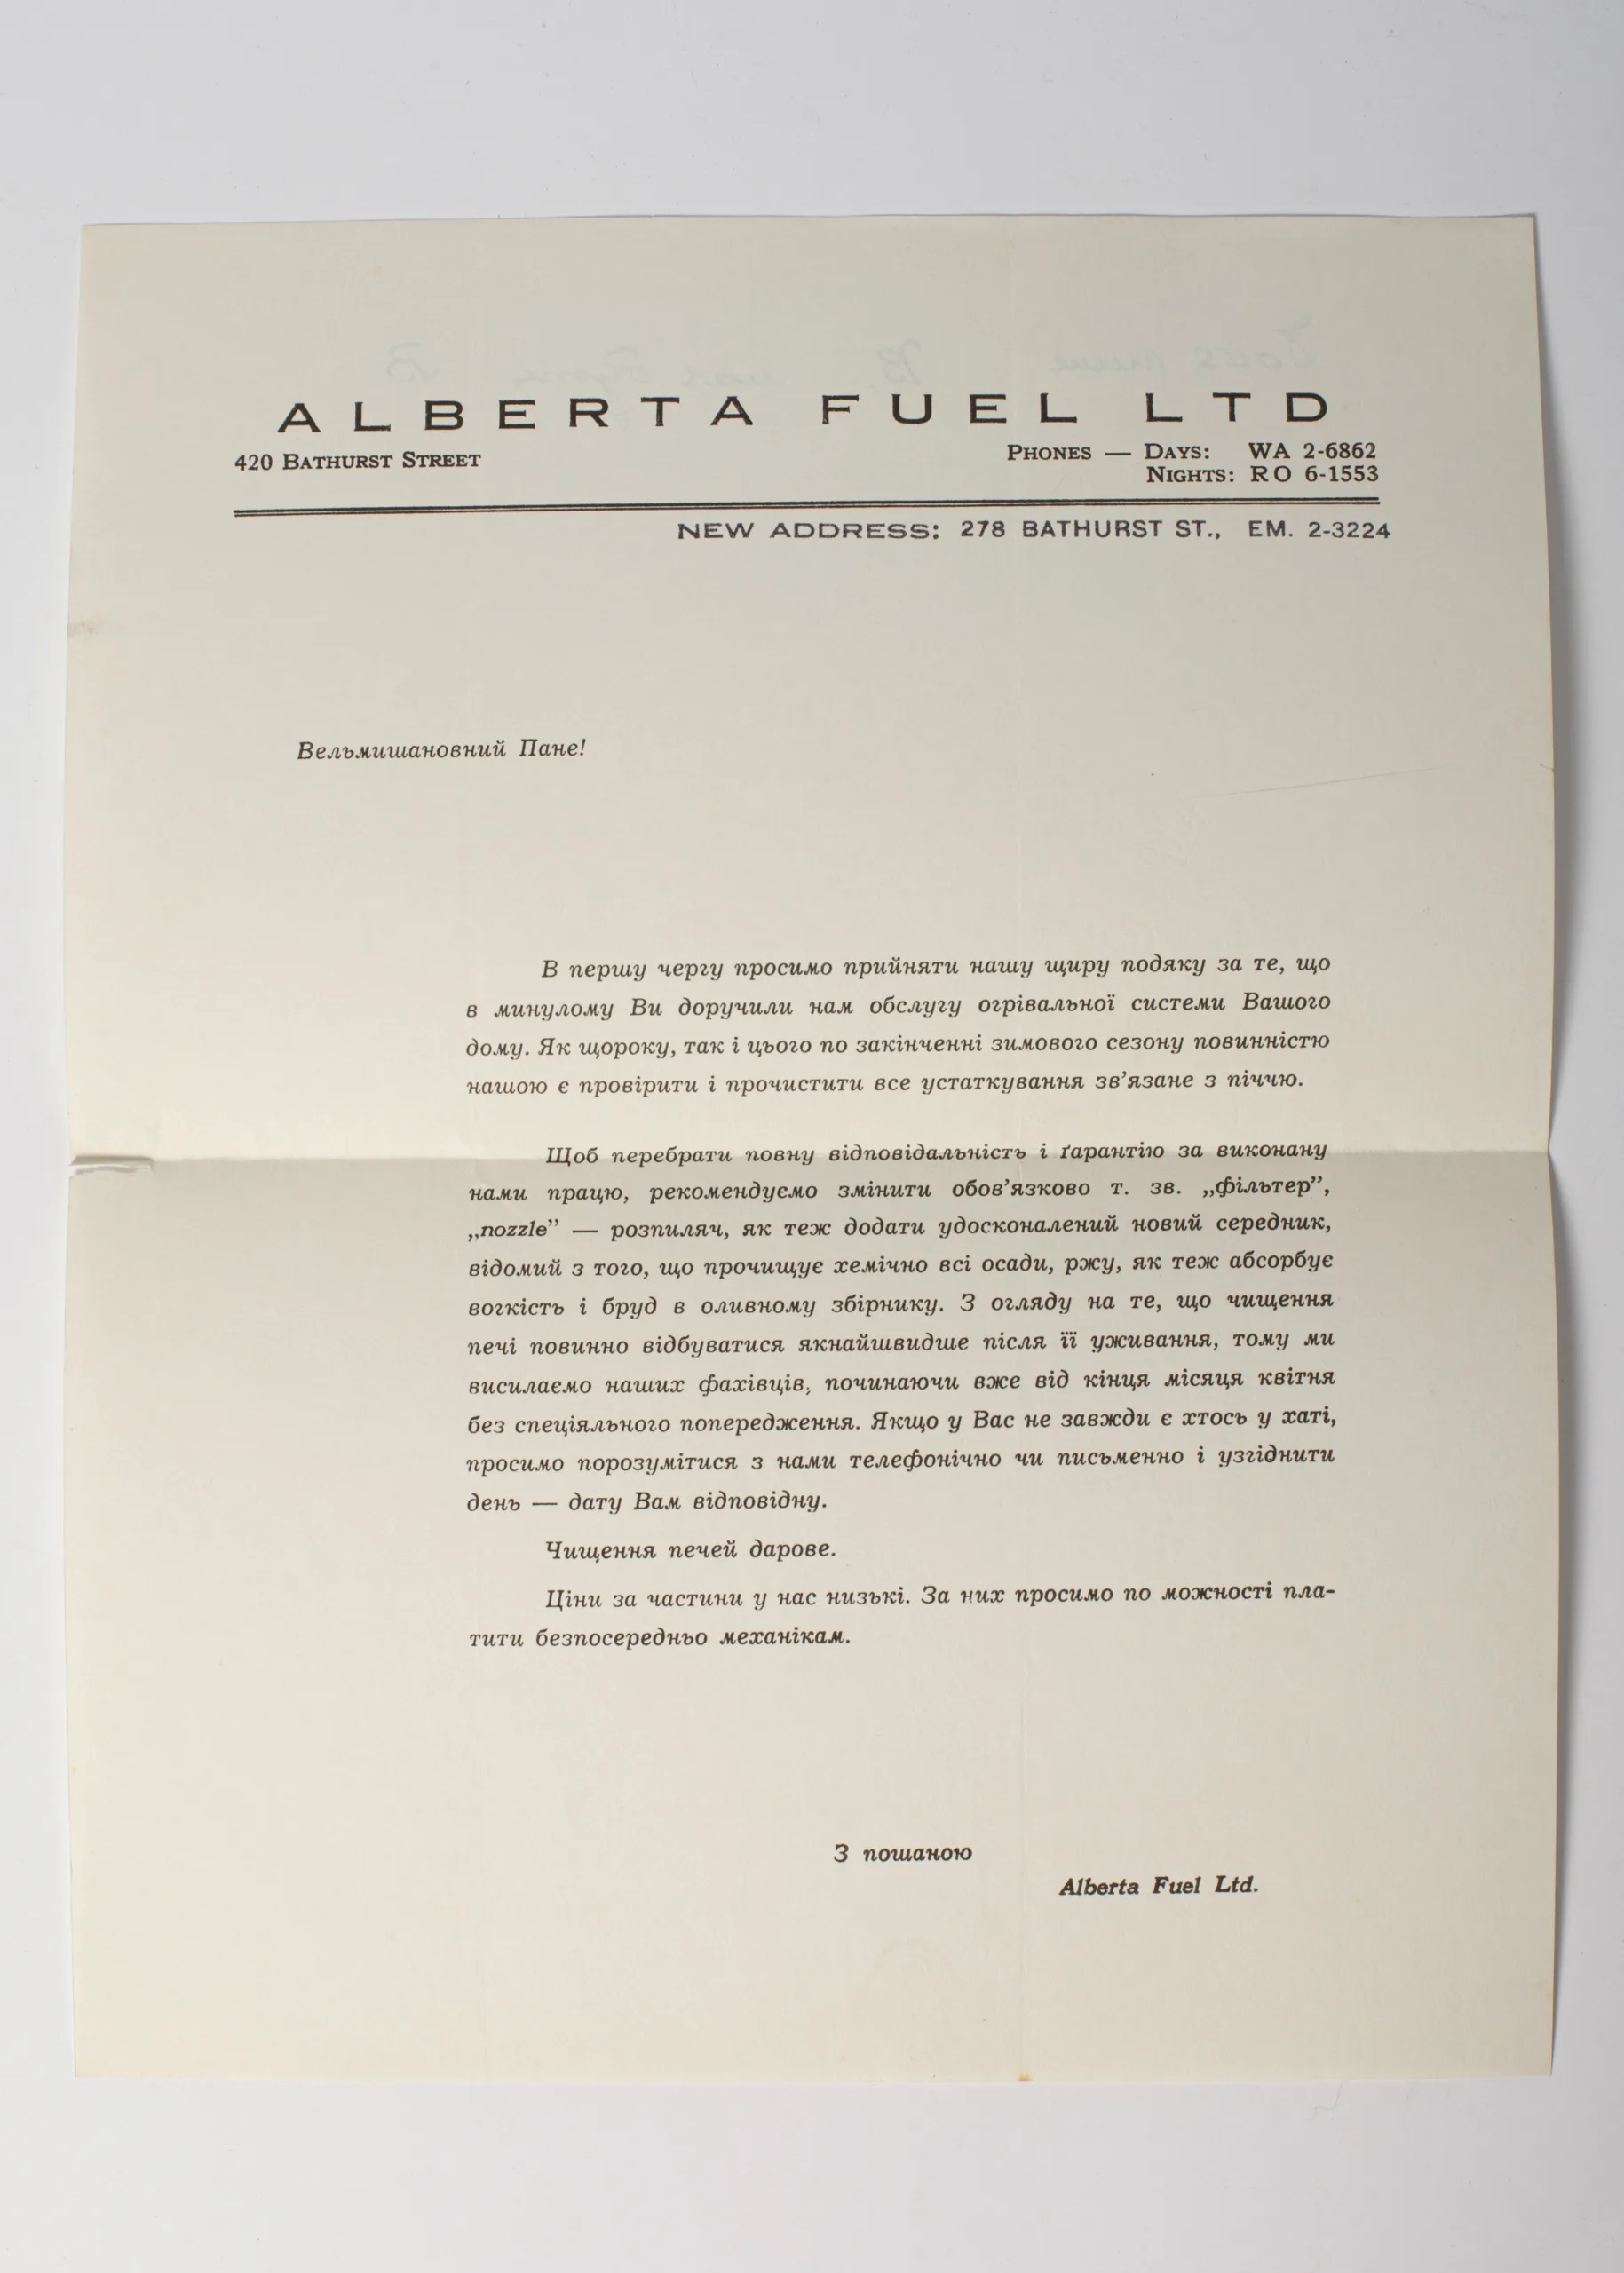 ALBERTA FUEL LTD
420 BATHURST STREET
PHONES — DAYS: WA 2-6862
NIGHTS: RO 6-1553
NEW ADDRESS: 278 BATHURST ST., EM. 2-3224
Вельмишановний Пане!
В першу чергу просимо прийняти нашу щиру подяку за те, що
в минулому Ви доручили нам обслугу огрівальної системи Вашого
дому. Як щороку, так і цього по закінченні зимового сезону повинністю
нашою є провірити і прочистити все устаткування зв’язане з піччю.
Щоб перебрати повну відповідальність і ґарантію за виконану
нами працю, рекомендуємо змінити обов’язково т. зв. „фільтер”,
„nozzle” — розпиляч, як теж додати удосконалений новий середник,
відомий з того, що прочищує хемічно всі осади, ржу, як теж абсорбує
вогкість і бруд в оливному збірнику. З огляду на те, що чищення
печі повинно відбуватися якнайшвидше після її уживання, тому ми
висилаємо наших фахівців, починаючи вже від кінця місяця квітня
без спеціяльного попередження. Якщо у Вас не завжди є хтось у хаті,
просимо порозумітися з нами телефонічно чи письменно і узгіднити
день — дату Вам відповідну.
Чищення печей дарове.
Ціни за частини у нас низькі. За них просимо по можності пла-
тити безпосередньо механікам.
З пошаною
Alberta Fuel Ltd.